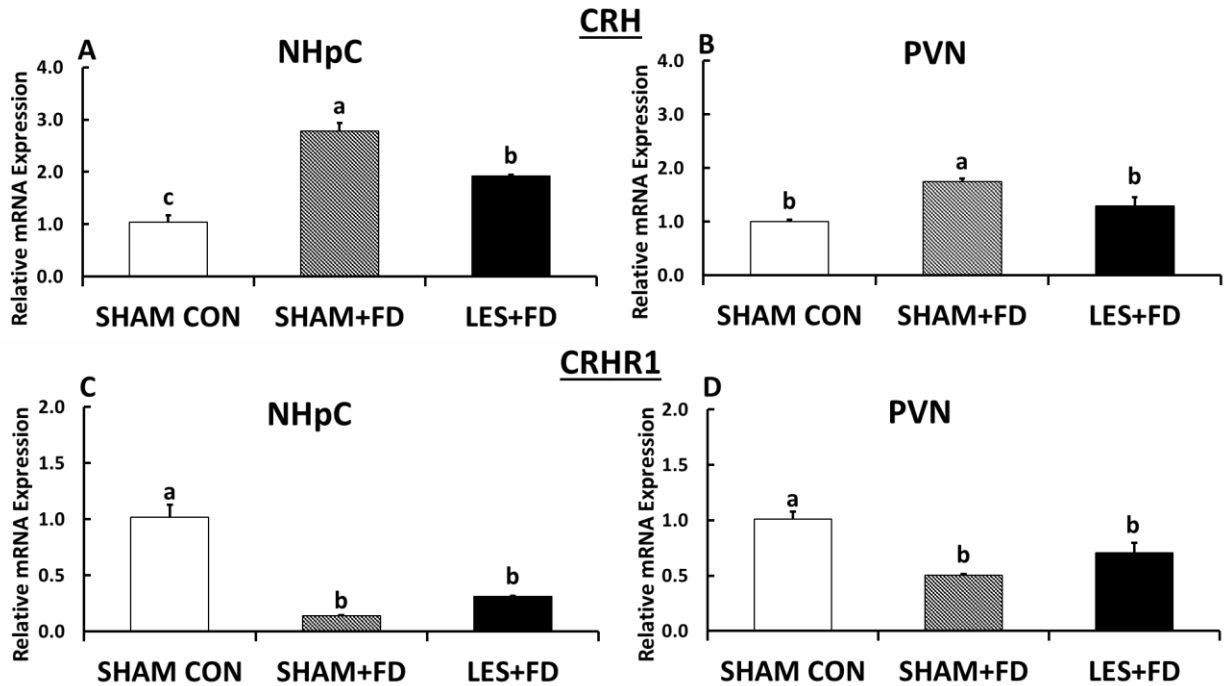 CRH
A
NHpC
Relative mRNA Expression
4.0
3.0
2.0
1.0
0.0
c
a
b
SHAM CON
SHAM+FD
LES+FD
B
PVN
Relative mRNA Expression
4.0
3.0
2.0
1.0
0.0
b
a
b
SHAM CON
SHAM+FD
LES+FD
CRHR1
C
NHpC
Relative mRNA Expression
2.0
1.5
1.0
0.5
0.0
a
b
b
SHAM CON
SHAM+FD
LES+FD
D
PVN
Relative mRNA Expression
2.0
1.5
1.0
0.5
0.0
a
b
b
SHAM CON
SHAM+FD
LES+FD